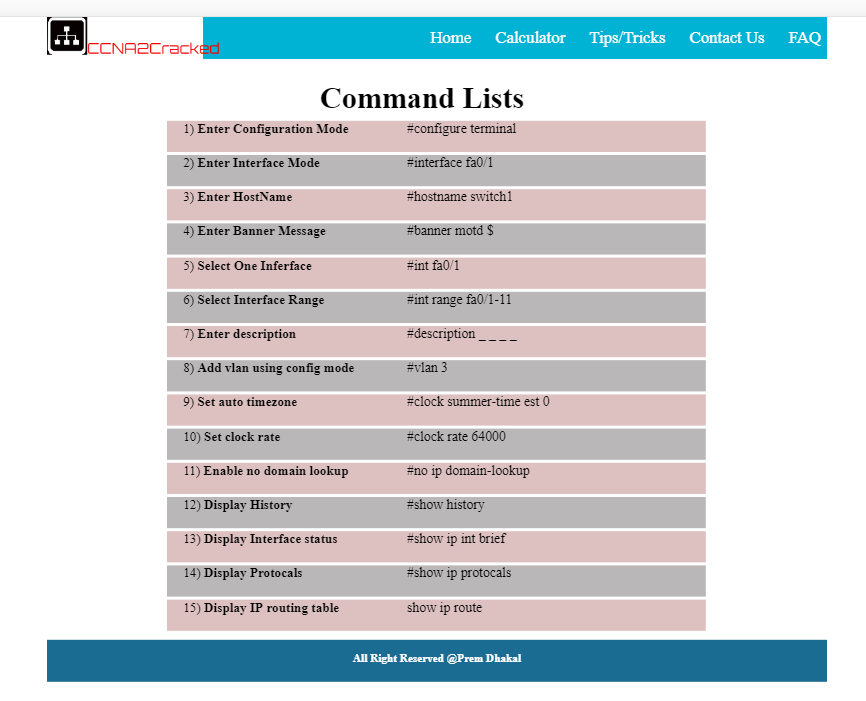 CCNA2Cracked
Home Calculator Tips/Tricks Contact Us FAQ
Command Lists
1) Enter Configuration Mode #configure terminal
2) Enter Interface Mode #interface fa0/1
3) Enter HostName #hostname switch1
4) Enter Banner Message #banner motd $
5) Select One Inferface #int fa0/1
6) Select Interface Range #int range fa0/1-11
7) Enter description #description _ _ _ _
8) Add vlan using config mode #vlan 3
9) Set auto timezone #clock summer-time est 0
10) Set clock rate #clock rate 64000
11) Enable no domain lookup #no ip domain-lookup
12) Display History #show history
13) Display Interface status #show ip int brief
14) Display Protocals #show ip protocals
15) Display IP routing table show ip route
All Right Reserved @Prem Dhakal